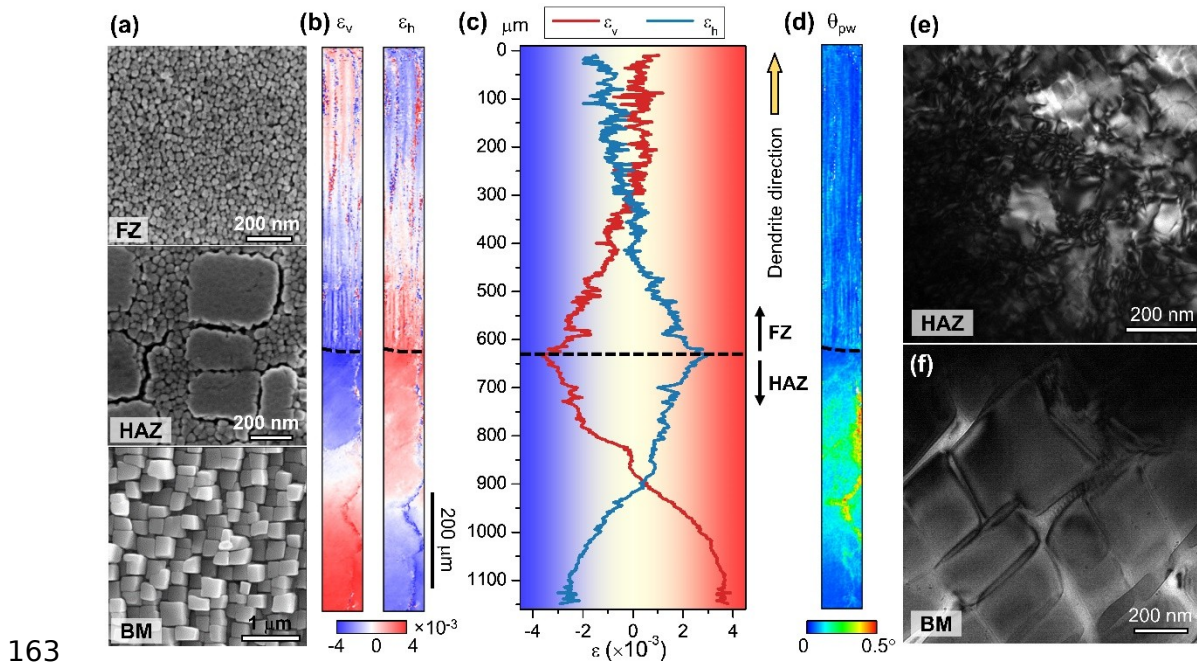 (a)
FZ
200 nm
HAZ
200 nm
BM
1 μm
(b)
εv
εh
200 μm
-4
0
4
×10-3
(c)
εv
εh
μm
0
100
200
300
400
500
600
700
800
900
1000
1100
-4
-2
0
2
4
ε (×10-3)
Dendrite direction
FZ
HAZ
(d)
θpw
0
0.5°
(e)
HAZ
200 nm
(f)
BM
200 nm
163